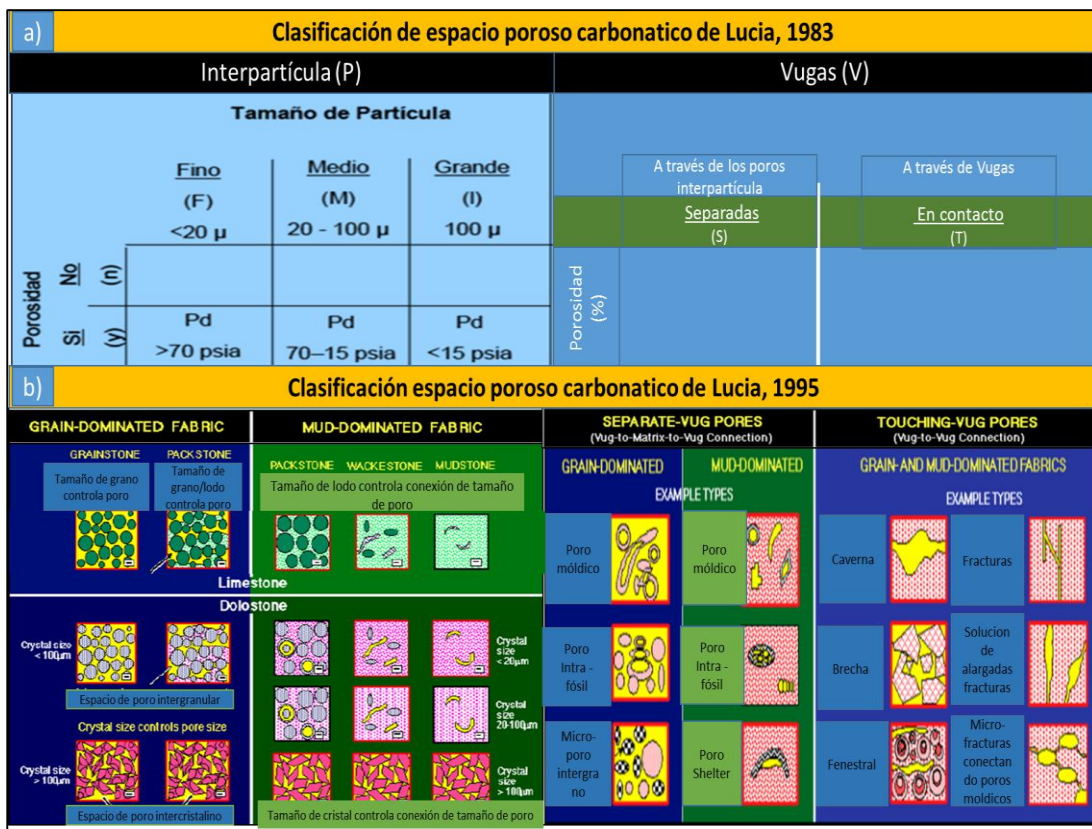 a)
Clasificación de espacio poroso carbonatico de Lucia, 1983
Interpartícula (P)
Vugas (V)
Tamaño de Partícula
Fino
Medio
Grande
(F)
(M)
(I)
<20 µ
20 - 100 µ
100 µ
Porosidad
No
(n)
Si
(y)
Pd
Pd
Pd
>70 psia
70–15 psia
<15 psia
A través de los poros
interpartícula
A través de Vugas
Separadas
(S)
En contacto
(T)
Porosidad
(%)
b)
Clasificación espacio poroso carbonatico de Lucia, 1995
GRAIN-DOMINATED FABRIC
MUD-DOMINATED FABRIC
GRAINSTONE
PACKSTONE
Tamaño de grano
controla poro
Tamaño de
grano/lodo
controla poro
PACKSTONE
WACKESTONE
MUDSTONE
Tamaño de lodo controla conexión de tamaño
de poro
Limestone
Dolostone
Crystal size
< 100µm
Espacio de poro intergranular
Crystal size controls pore size
Crystal size
> 100µm
Espacio de poro intercristalino
Crystal
size
< 20µm
Crystal
size
20-100µm
Crystal
size
> 100µm
Tamaño de cristal controla conexión de tamaño de poro
SEPARATE-VUG PORES
(Vug-to-Matrix-to-Vug Connection)
GRAIN-DOMINATED
MUD-DOMINATED
EXAMPLE TYPES
Poro
móldico
Poro
móldico
Poro
Intra -
fósil
Poro
Intra -
fósil
Micro-
poro
intergra
no
Poro
Shelter
TOUCHING-VUG PORES
(Vug-to-Vug Connection)
GRAIN-AND MUD-DOMINATED FABRICS
EXAMPLE TYPES
Caverna
Fracturas
Brecha
Solucion
de
alargadas
fracturas
Fenestral
Micro-
fracturas
conectan
do poros
moldicos